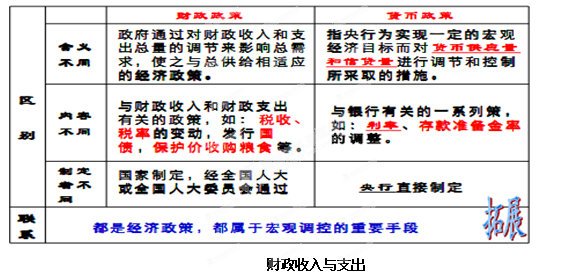 财政政策 货币政策
区别
含义
不同
政府通过对财政收入和支
出总量的调节来影响总需
求，使之与总供给相适应
的经济政策。
指央行为实现一定的宏观
经济目标而对货币供应量
和信贷量进行调节和控制
所采取的措施。
内容
不同
与财政收入和财政支出
有关的政策，如：税收、
税率的变动，发行国
债，保护价收购粮食等。
与银行有关的一系列策，
如：利率、存款准备金率
的调整。
制定
者不
同
国家制定，经全国人大
或全国人大委员会通过
央行直接制定
联系
都是经济政策，都属于宏观调控的重要手段
拓展
财政收入与支出